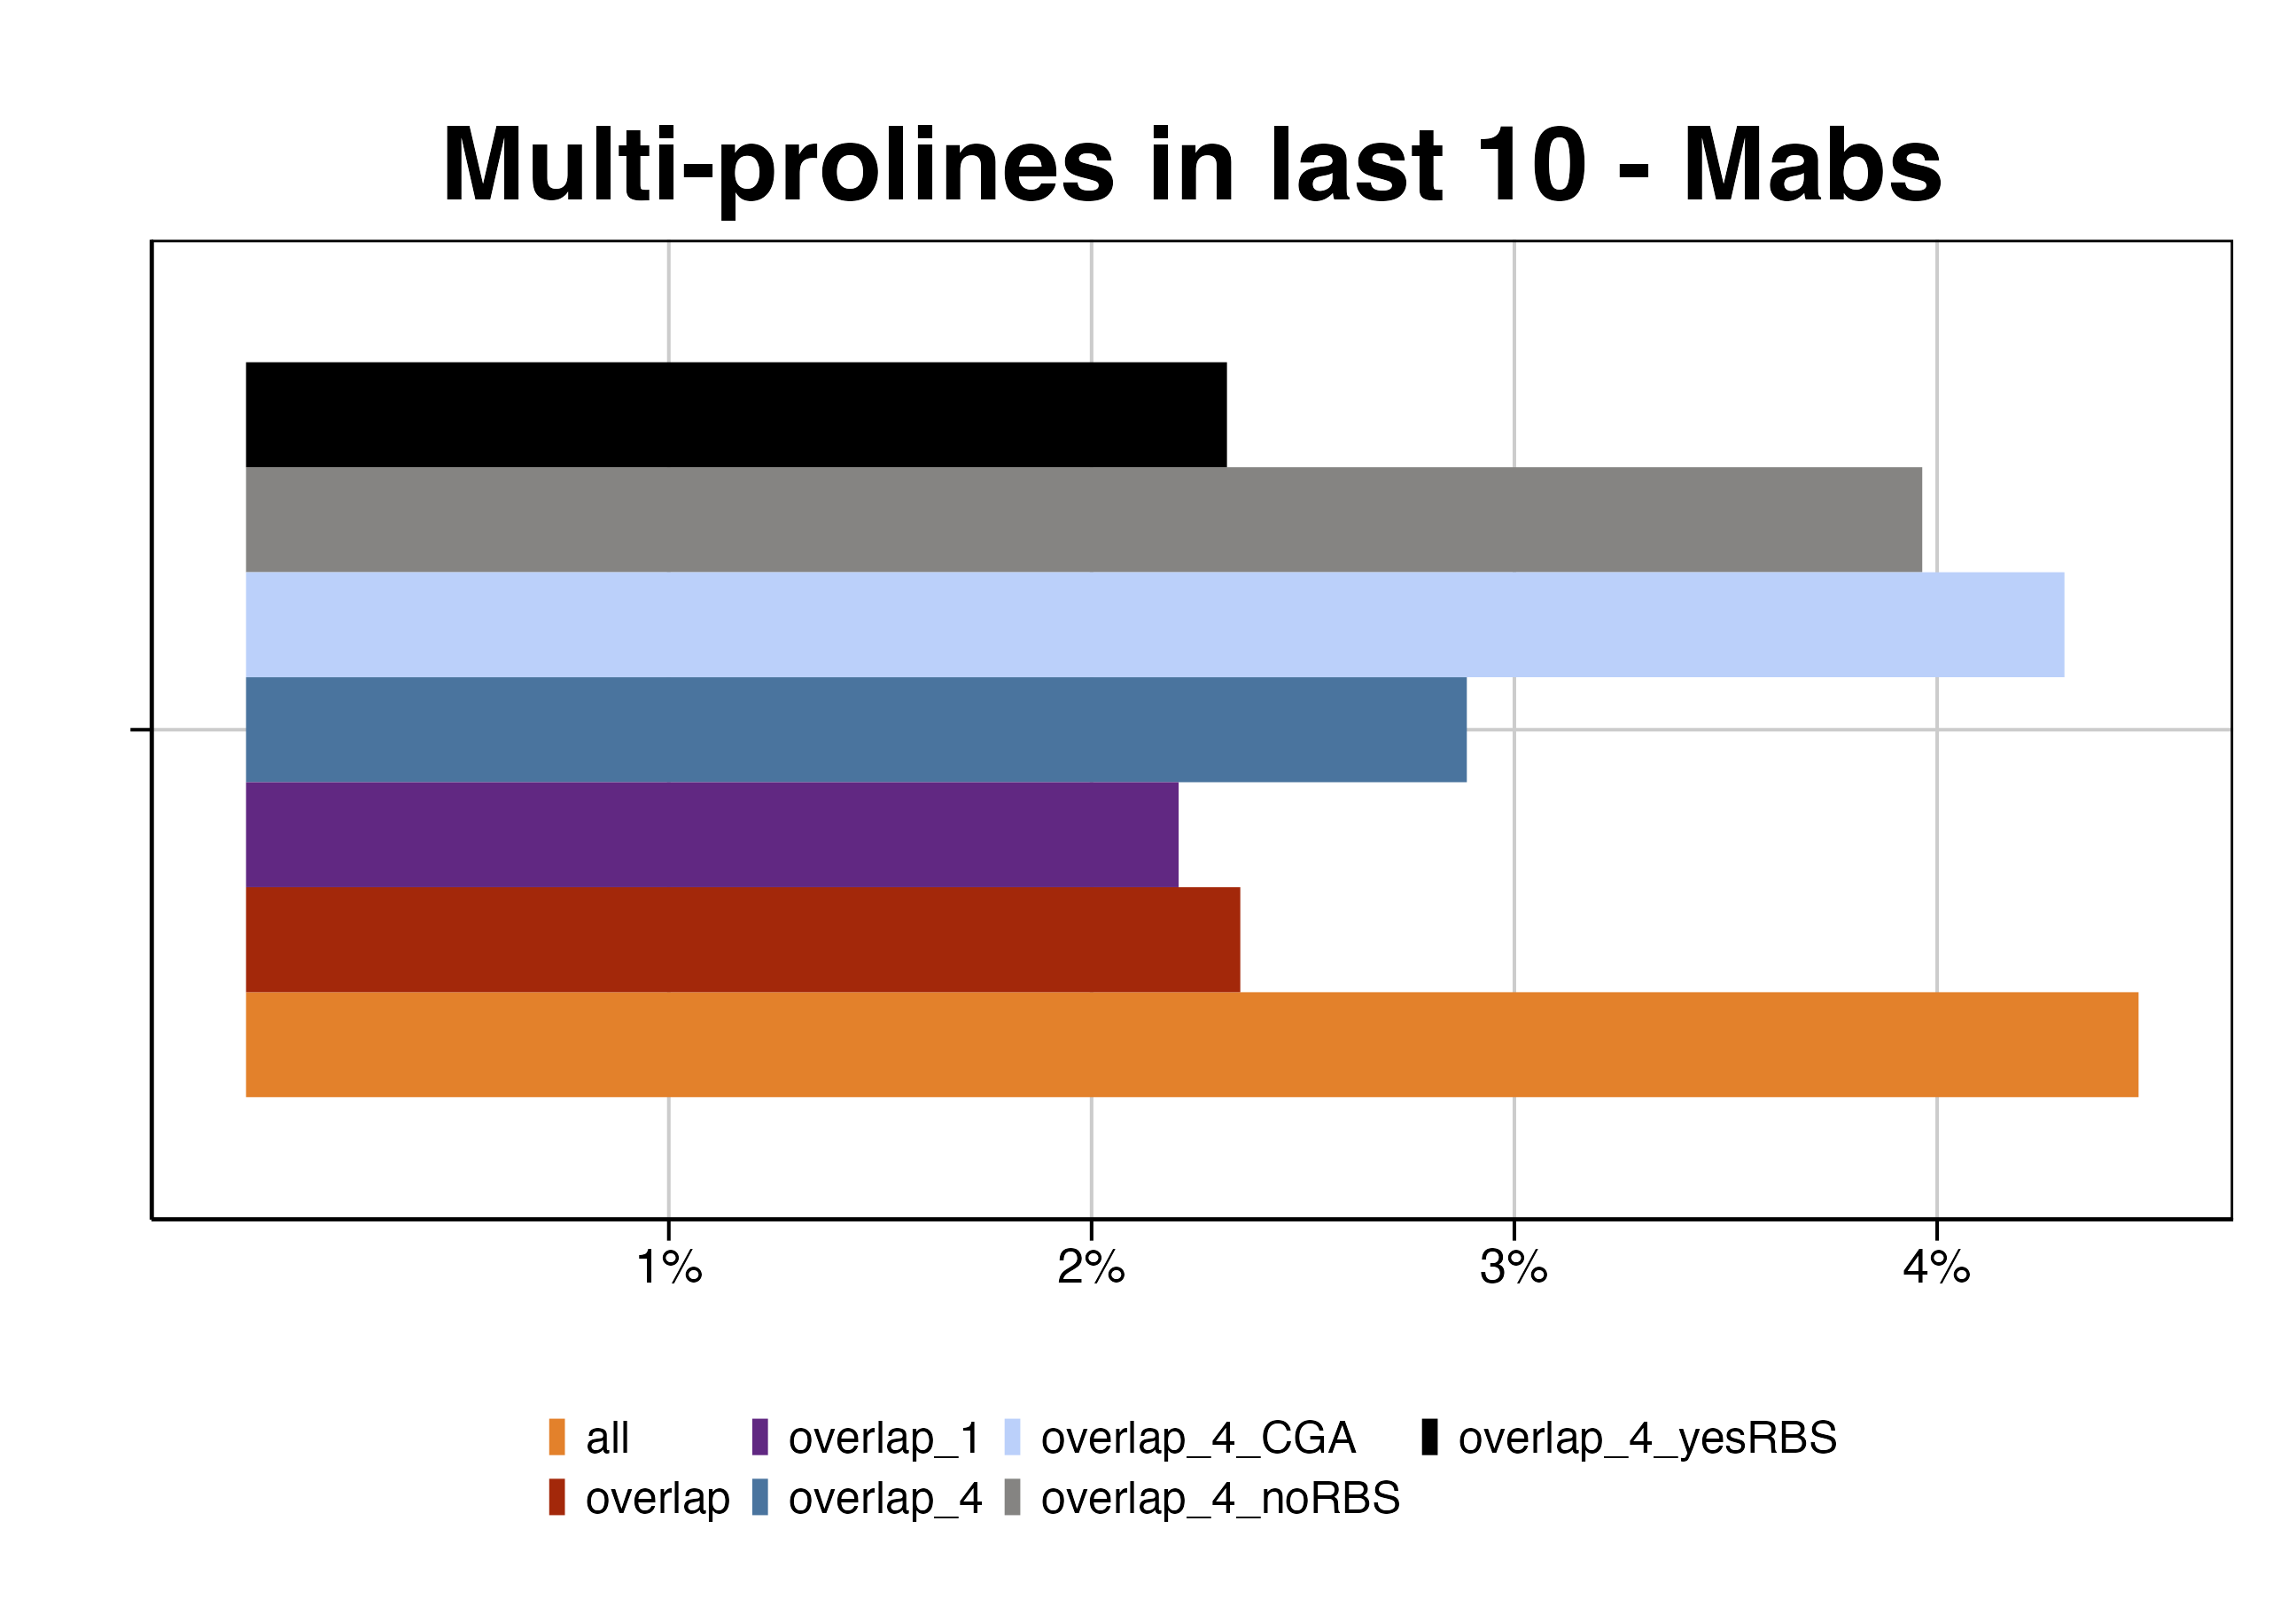 Multi-prolines in last 10 - Mabs
1% 2% 3% 4%
all overlap_1 overlap_4_CGA overlap_4_yesRBS
overlap overlap_4 overlap_4_noRBS